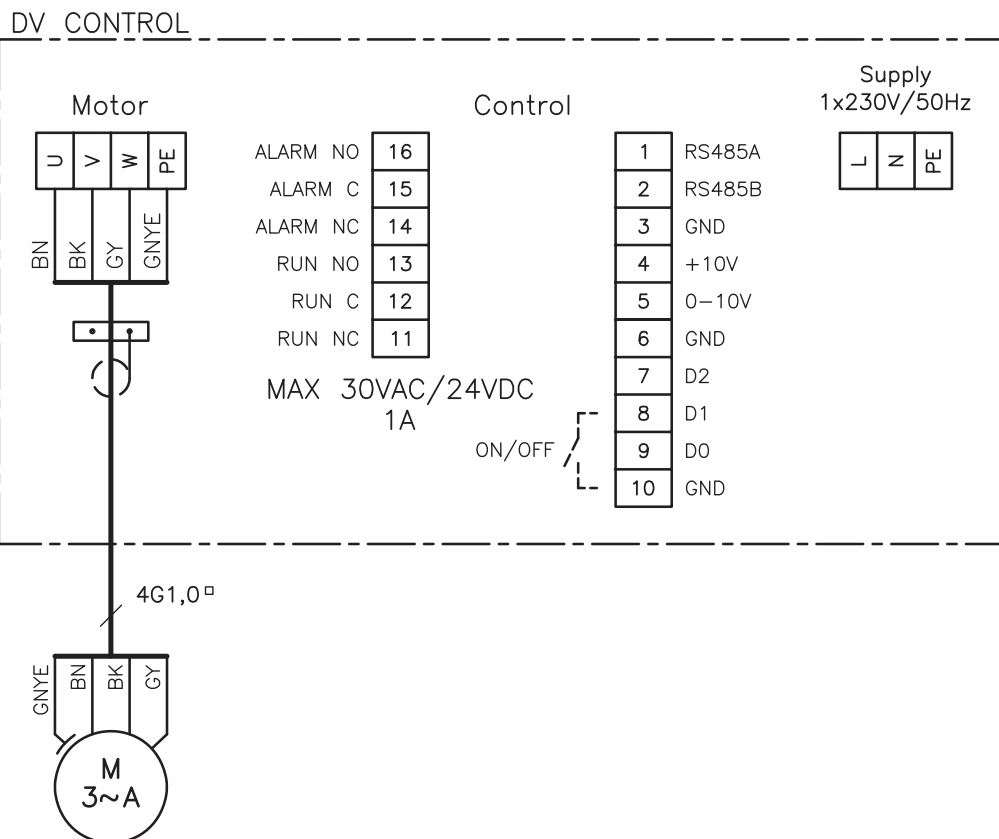 DV CONTROL
Motor
Control
Supply
1x230V/50Hz
U V W PE
L N PE
BN BK GY GNYE
ALARM NO 16
ALARM C 15
ALARM NC 14
RUN NO 13
RUN C 12
RUN NC 11
MAX 30VAC/24VDC
1A
1 RS485A
2 RS485B
3 GND
4 +10V
5 0-10V
6 GND
7 D2
8 D1
9 D0
10 GND
ON/OFF
4G1,0▫
GNYE BN BK GY
M
3~A